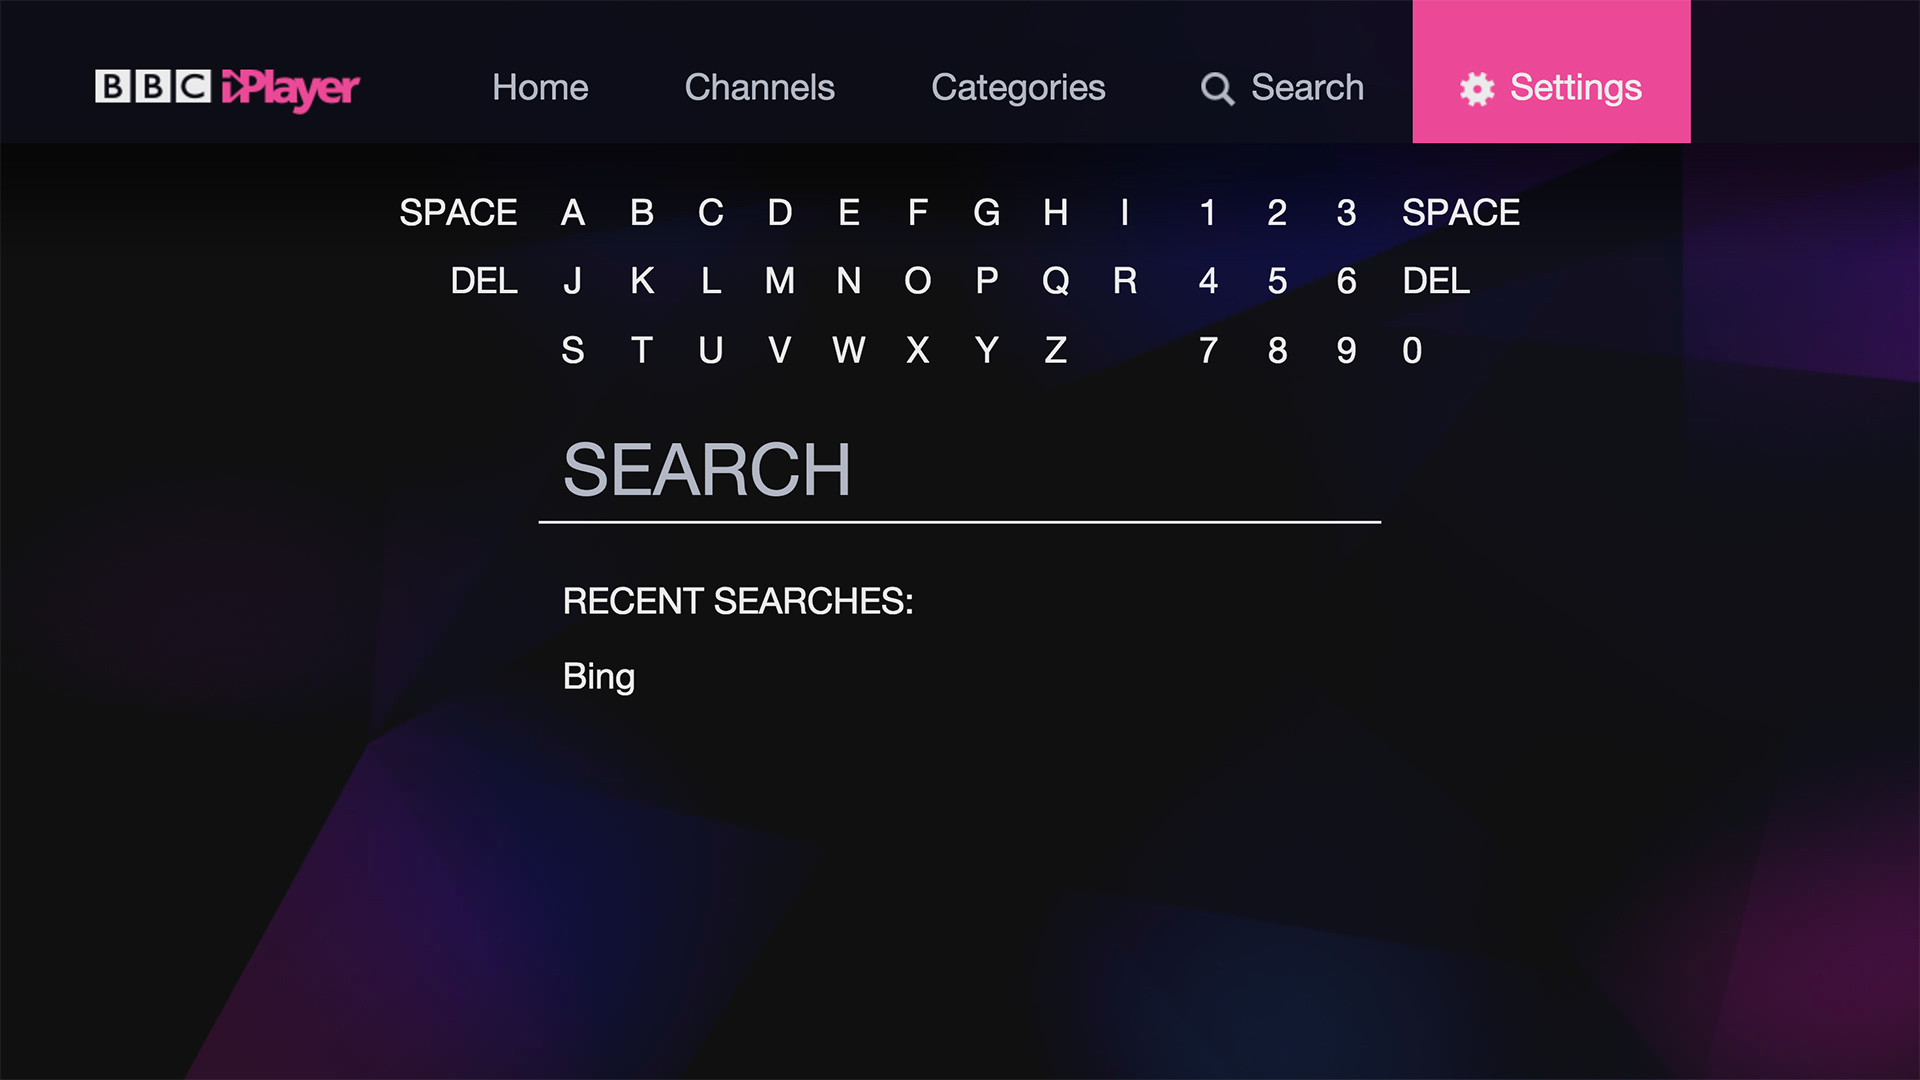 BBC iPlayer Home Channels Categories Search Settings
SPACE A B C D E F G H I 1 2 3 SPACE
DEL J K L M N O P Q R 4 5 6 DEL
S T U V W X Y Z 7 8 9 0
SEARCH
RECENT SEARCHES:
Bing